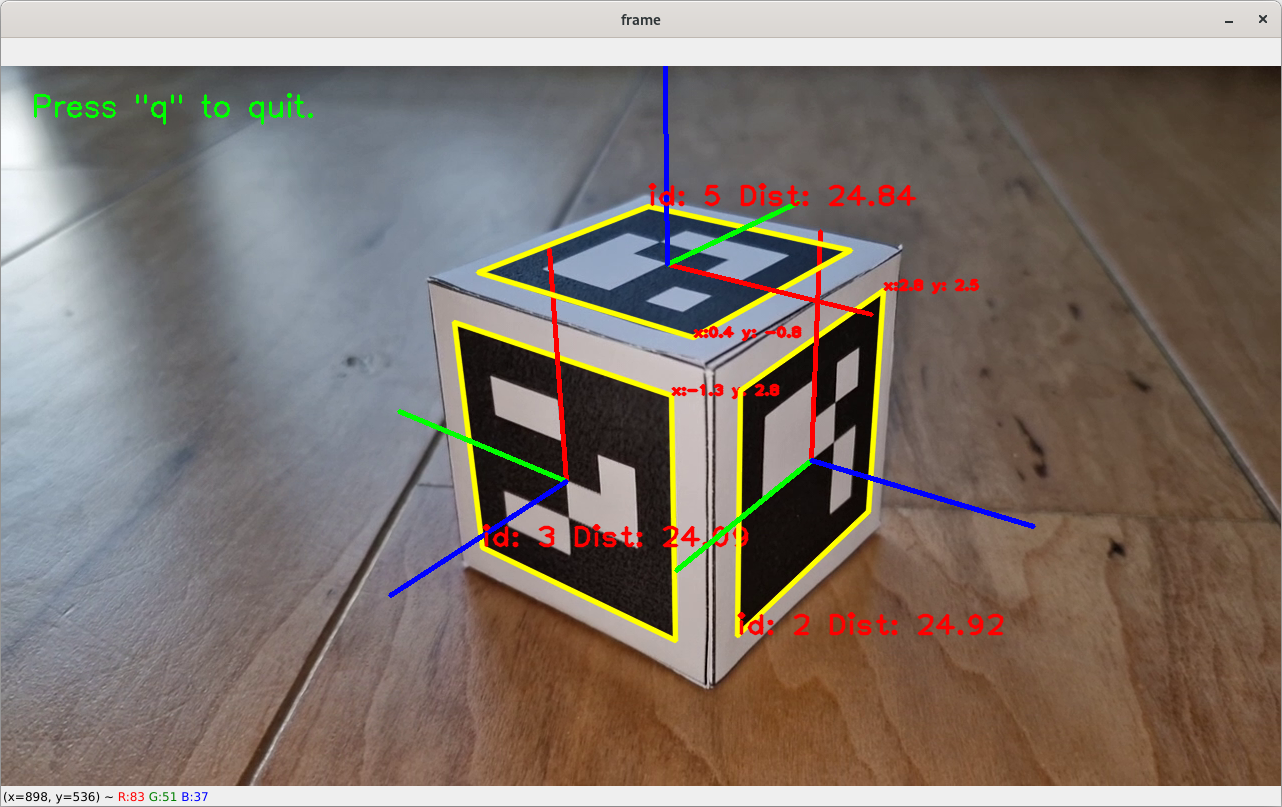 frame
Press "q" to quit.
id: 5 Dist: 24.84
x:2.8 y: 2.5
x:0.4 y: -0.8
x:-1.3 y: 2.8
id: 3 Dist: 24.09
id: 2 Dist: 24.92
(x=898, y=536) ~ R:83 G:51 B:37